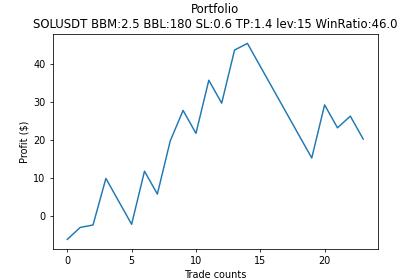 Portfolio
SOLUSDT BBM:2.5 BBL:180 SL:0.6 TP:1.4 lev:15 WinRatio:46.0
Profit ($)
40
30
20
10
0
0 5 10 15 20
Trade counts